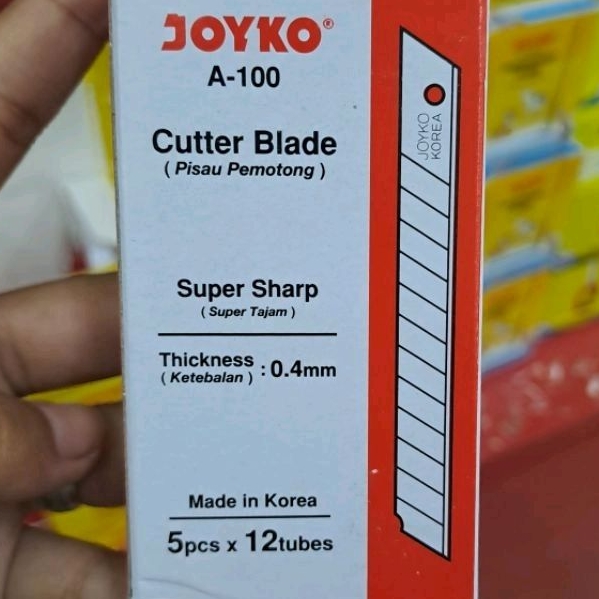 JOYKO®
A-100
Cutter Blade
( Pisau Pemotong )
Super Sharp
( Super Tajam )
Thickness : 0.4mm
( Ketebalan )
Made in Korea
5pcs x 12tubes
JOYKO
KOREA